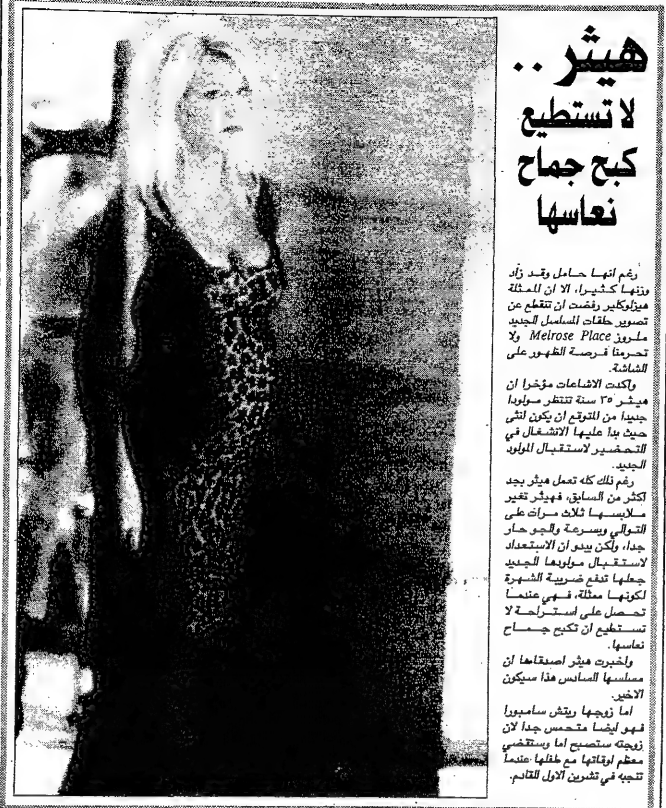 هيثر ..
لا تستطيع
كبح جماح
نعاسها
رغم انها حامل وقد زاد
وزنها كثيرا، الا ان الممثلة
هيزلوكلير رفضت ان تنقطع عن
تصوير حلقات المسلسل الجديد
ملروز Melrose Place ولا
تحرمنا فرصة الظهور على
الشاشة.
واكدت الاشاعات مؤخرا ان
هيثر ٣٥ سنة تنتظر مولودا
جديدا من المتوقع ان يكون انثى
حيث بدا عليها الانشغال في
التحضير لاستقبال المولود
الجديد.
رغم ذلك كله تعمل هيثر بجد
اكثر من السابق، فهيثر تغير
ملابسها ثلاث مرات على
التوالي وبسرعة والجو حار
جدا، ولكن يبدو ان الاستعداد
لاستقبال مولودها الجديد
جعلها تدفع ضريبة الشهرة
لكونها ممثلة، فهي عندما
تحصل على استراحة لا
تستطيع ان تكبح جماح
نعاسها.
واخبرت هيثر اصدقاءها ان
مسلسها السادس هذا سيكون
الاخير.
اما زوجها ريتش سامبورا
فهو ايضا متحمس جدا لان
زوجته ستصبح اما وستقضي
معظم اوقاتها مع طفلها عندما
تنجبه في تشرين الاول القادم.